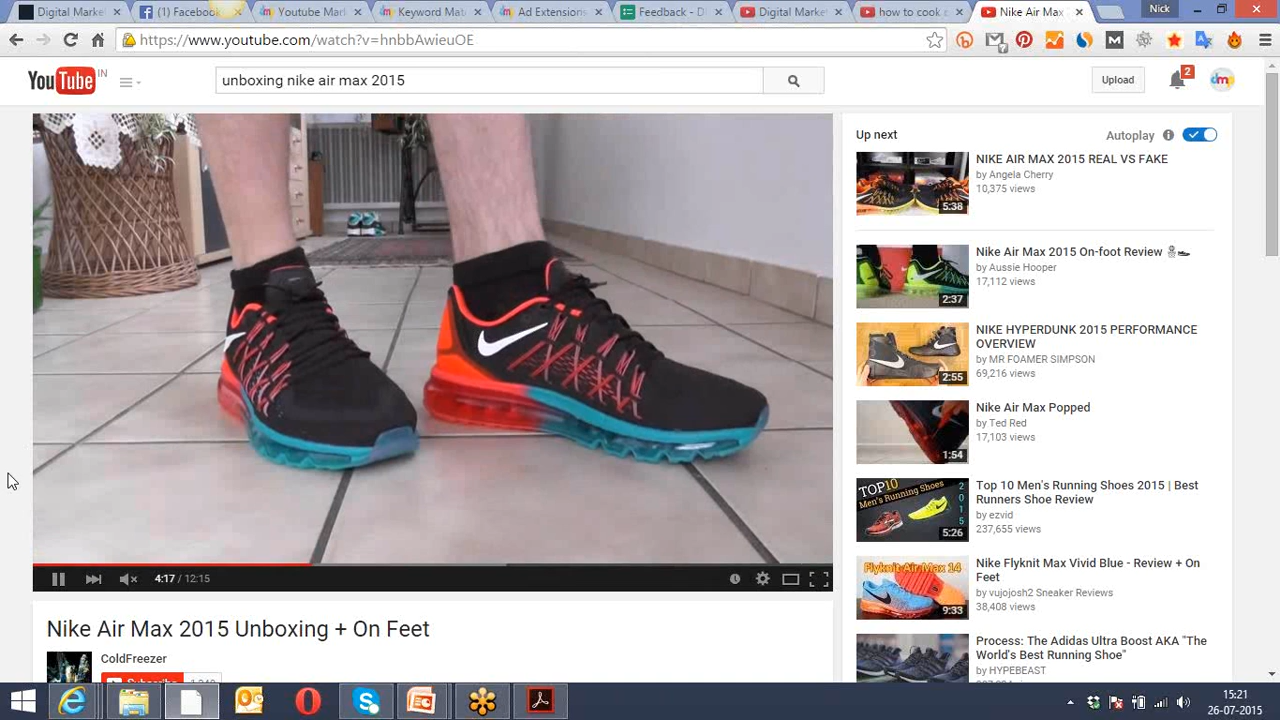 Digital Marke
(1) Facebook
Youtube Mark
Keyword Mat
Ad Extensions
Feedback - D
Digital Market
how to cook p
Nike Air Max
Nick
https://www.youtube.com/watch?v=hnbbAwieuOE
YouTube IN
unboxing nike air max 2015
Upload
2
dm
Up next
Autoplay
NIKE AIR MAX 2015 REAL VS FAKE
by Angela Cherry
10,375 views
5:38
Nike Air Max 2015 On-foot Review
by Aussie Hooper
17,112 views
2:37
NIKE HYPERDUNK 2015 PERFORMANCE
OVERVIEW
by MR FOAMER SIMPSON
69,216 views
2:55
Nike Air Max Popped
by Ted Red
17,103 views
1:54
TOP10
Men's Running Shoes
2015
Top 10 Men's Running Shoes 2015 | Best
Runners Shoe Review
by ezvid
237,655 views
5:26
Flyknit Air Max 14
Nike Flyknit Max Vivid Blue - Review + On
Feet
by vujojosh2 Sneaker Reviews
38,408 views
9:33
Process: The Adidas Ultra Boost AKA "The
World's Best Running Shoe"
by HYPEBEAST
4:17 / 12:15
Nike Air Max 2015 Unboxing + On Feet
ColdFreezer
Subscribe
15:21
26-07-2015